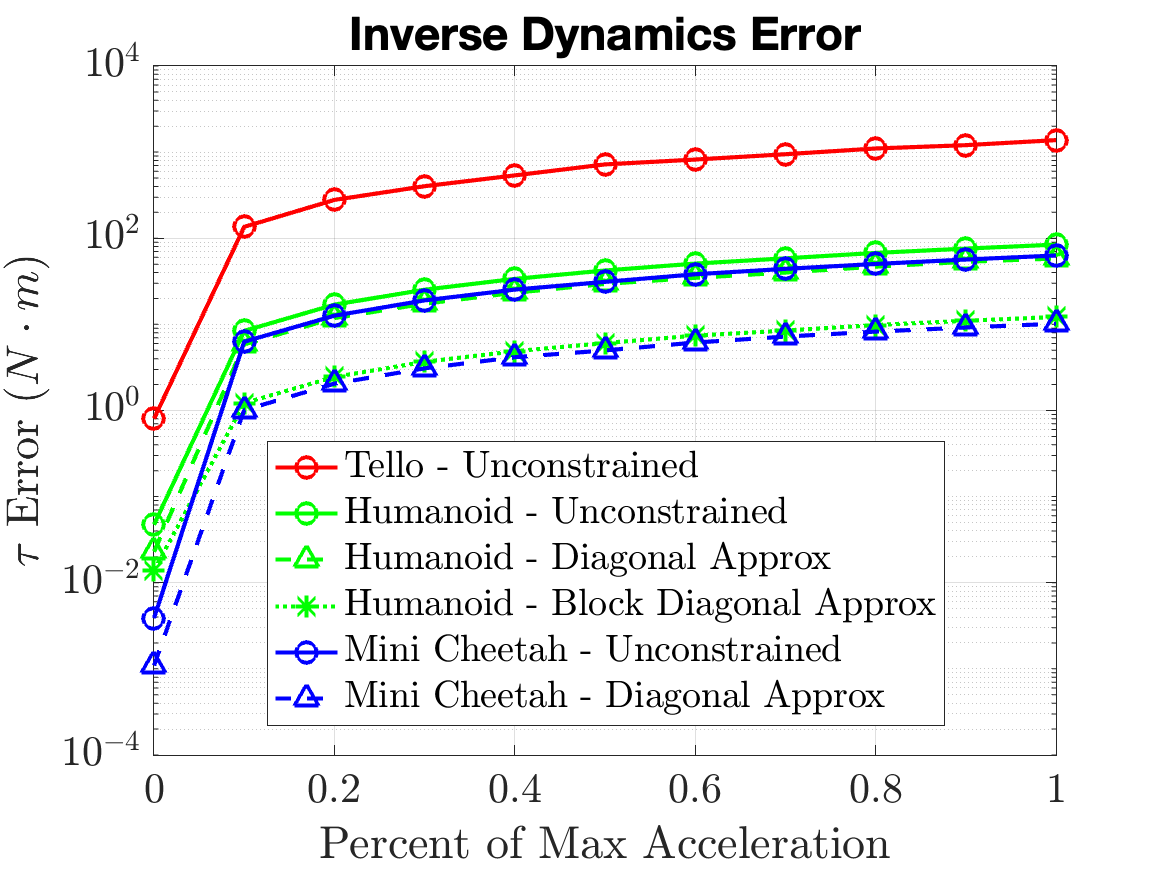 Inverse Dynamics Error
10^4
10^2
10^0
10^−2
10^−4
τ Error (N · m)
Tello - Unconstrained
Humanoid - Unconstrained
Humanoid - Diagonal Approx
Humanoid - Block Diagonal Approx
Mini Cheetah - Unconstrained
Mini Cheetah - Diagonal Approx
0 0.2 0.4 0.6 0.8 1
Percent of Max Acceleration